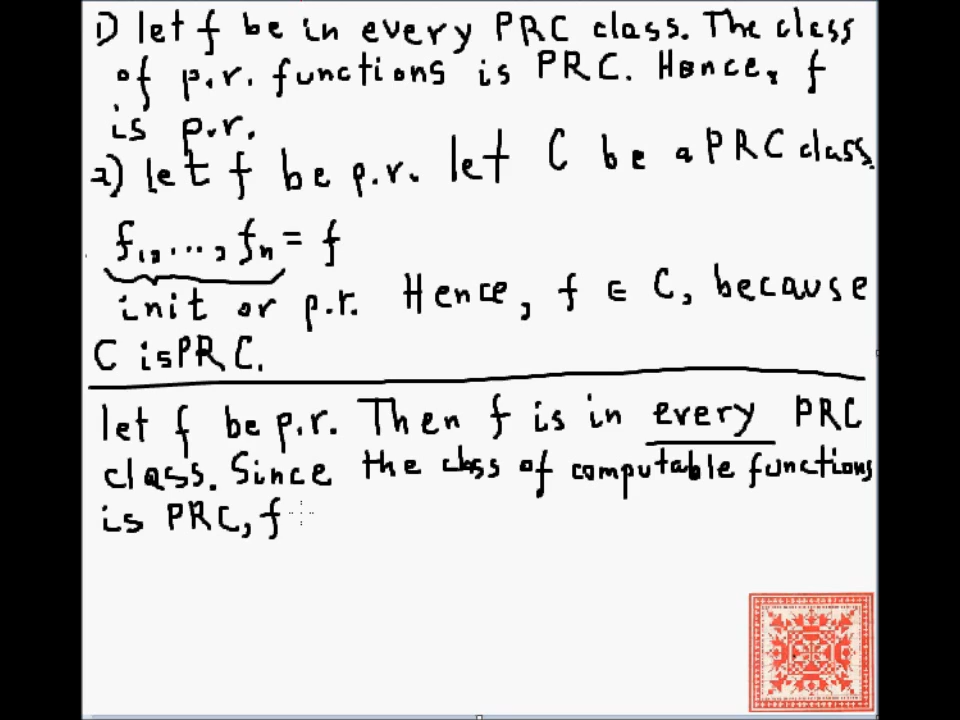 1) let f be in every PRC class. The class
of p.r. functions is PRC. Hence, f
is p.r.
2) let f be p.r. let C be a PRC class.
f1, ..., fn = f
init or p.r. Hence, f ∈ C, because
C is PRC.
let f be p.r. Then f is in every PRC
class. Since the class of computable functions
is PRC, f